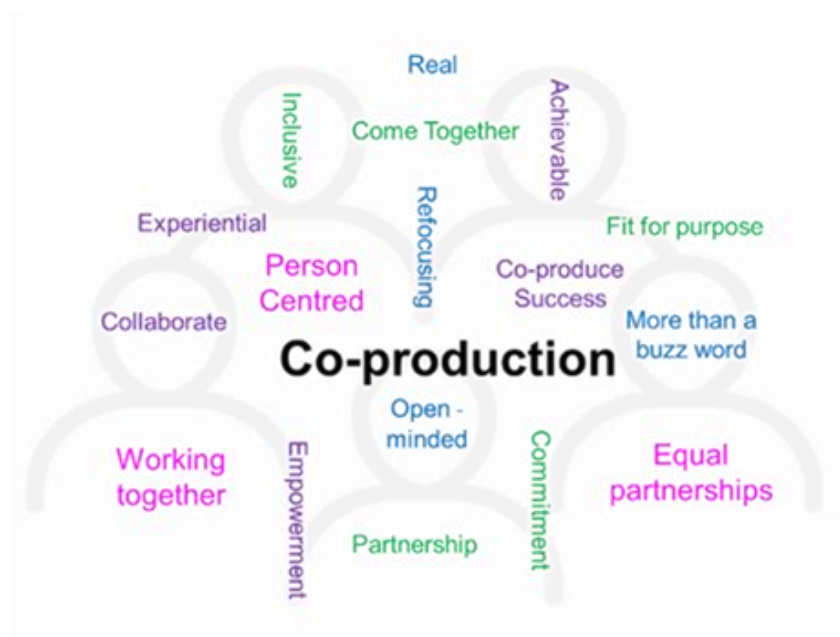 Real
Inclusive
Come Together
Achievable
Experiential
Refocusing
Fit for purpose
Person
Centred
Co-produce
Success
Collaborate
More than a
buzz word
Co-production
Open -
minded
Working
together
Empowerment
Commitment
Equal
partnerships
Partnership